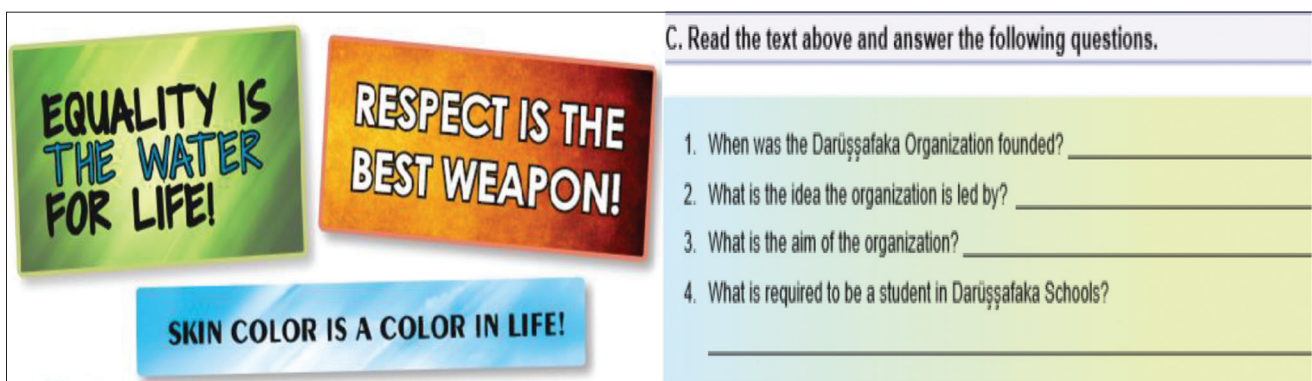 EQUALITY IS
THE WATER
FOR LIFE!
RESPECT IS THE
BEST WEAPON!
SKIN COLOR IS A COLOR IN LIFE!
C. Read the text above and answer the following questions.
1. When was the Darüşşafaka Organization founded?
2. What is the idea the organization is led by?
3. What is the aim of the organization?
4. What is required to be a student in Darüşşafaka Schools?